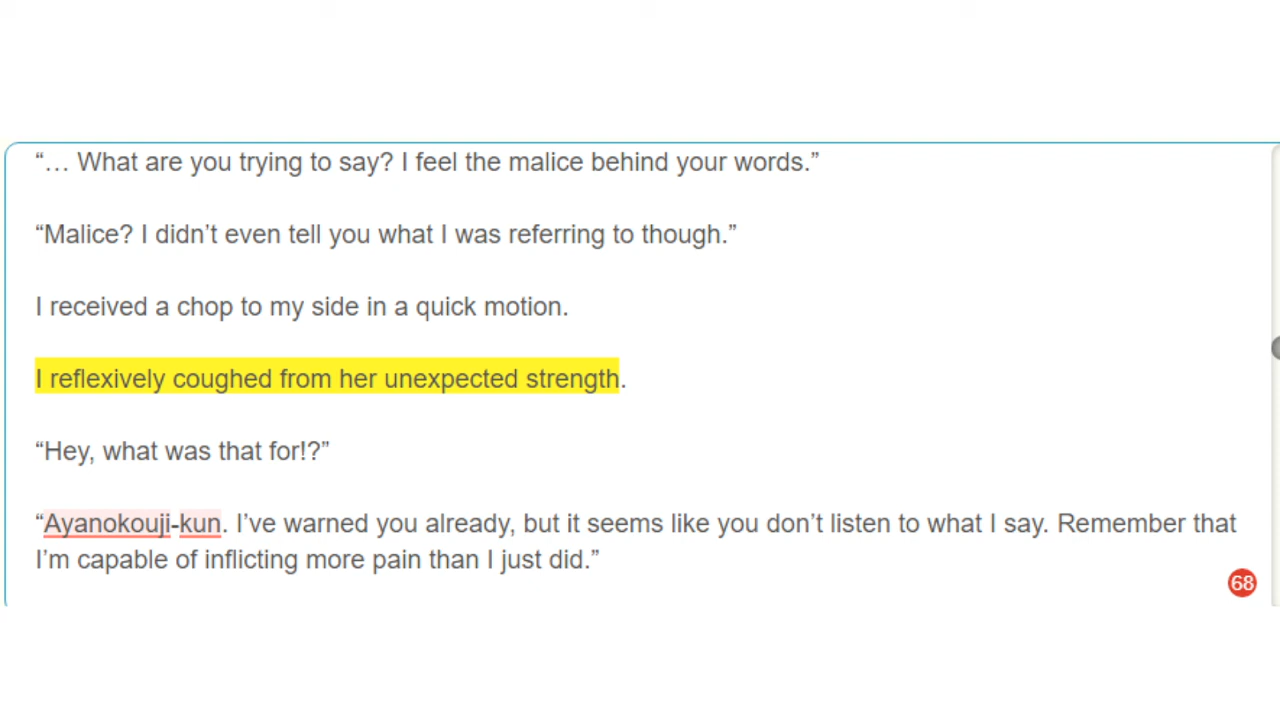 “… What are you trying to say? I feel the malice behind your words.”
“Malice? I didn’t even tell you what I was referring to though.”
I received a chop to my side in a quick motion.
I reflexively coughed from her unexpected strength.
“Hey, what was that for!?”
“Ayanokouji-kun. I’ve warned you already, but it seems like you don’t listen to what I say. Remember that
I’m capable of inflicting more pain than I just did.”
68